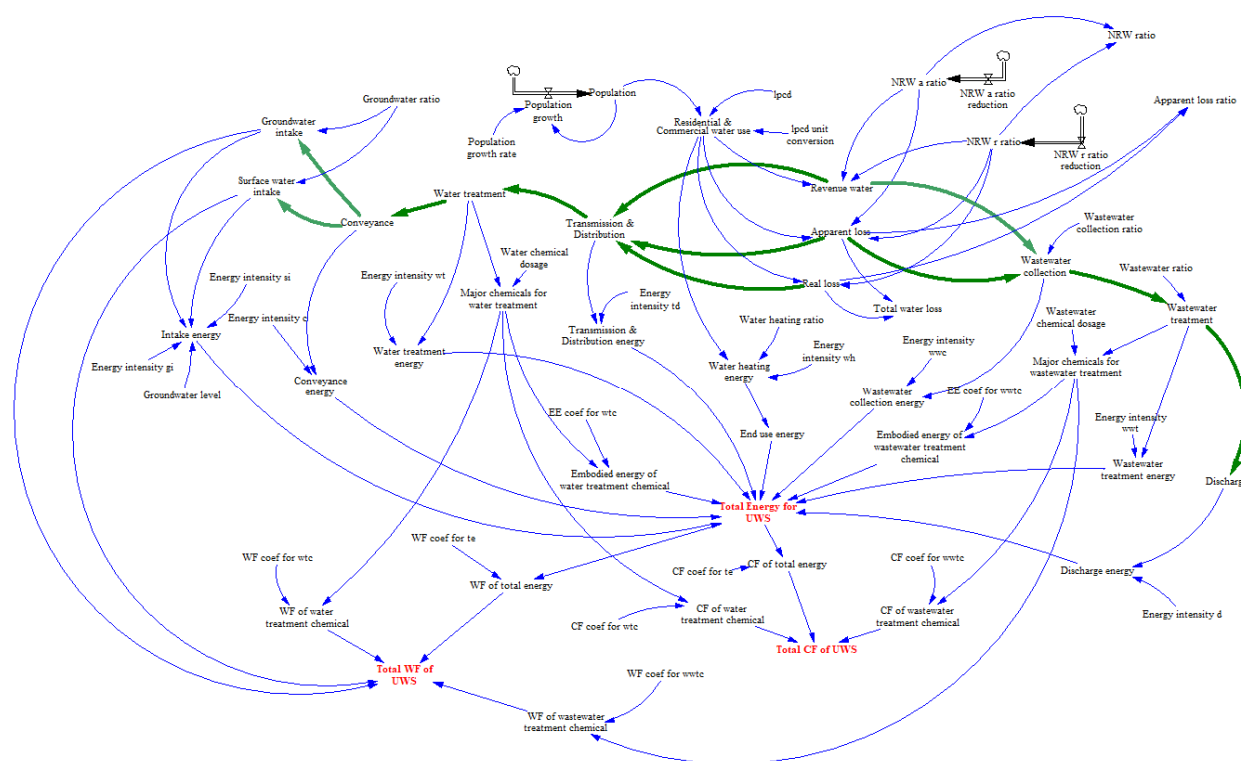 NRW ratio
NRW a ratio
NRW a ratio
reduction
Groundwater ratio
Population
Population
growth
lpcd
Apparent loss ratio
Groundwater
intake
Residential &
Commercial water use
lpcd unit
conversion
Population
growth rate
NRW r ratio
NRW r ratio
reduction
Surface water
intake
Water treatment
Revenue water
Conveyance
Transmission &
Distribution
Apparent loss
Wastewater
collection ratio
Water chemical
dosage
Wastewater
collection
Wastewater ratio
Energy intensity si
Energy intensity wt
Major chemicals for
water treatment
Energy
intensity td
Real loss
Total water loss
Wastewater
chemical dosage
Wastewater
treatment
Energy intensity c
Intake energy
Transmission &
Distribution energy
Water heating ratio
Energy
intensity wwc
Energy intensity gi
Water treatment
energy
Energy
intensity wh
Water heating
energy
Major chemicals for
wastewater treatment
Groundwater level
Conveyance
energy
Wastewater
collection energy
EE coef for wwtc
EE coef for wtc
End use energy
Embodied energy of
wastewater treatment
chemical
Energy intensity
wwt
Wastewater
treatment energy
Embodied energy of
water treatment chemical
Discharge
Total Energy for
UWS
WF coef for te
WF coef for wtc
CF coef for te
CF of total energy
CF coef for wwtc
Discharge energy
WF of total energy
WF of water
treatment chemical
CF coef for wtc
CF of water
treatment chemical
CF of wastewater
treatment chemical
Energy intensity d
Total WF of
UWS
Total CF of UWS
WF coef for wwtc
WF of wastewater
treatment chemical